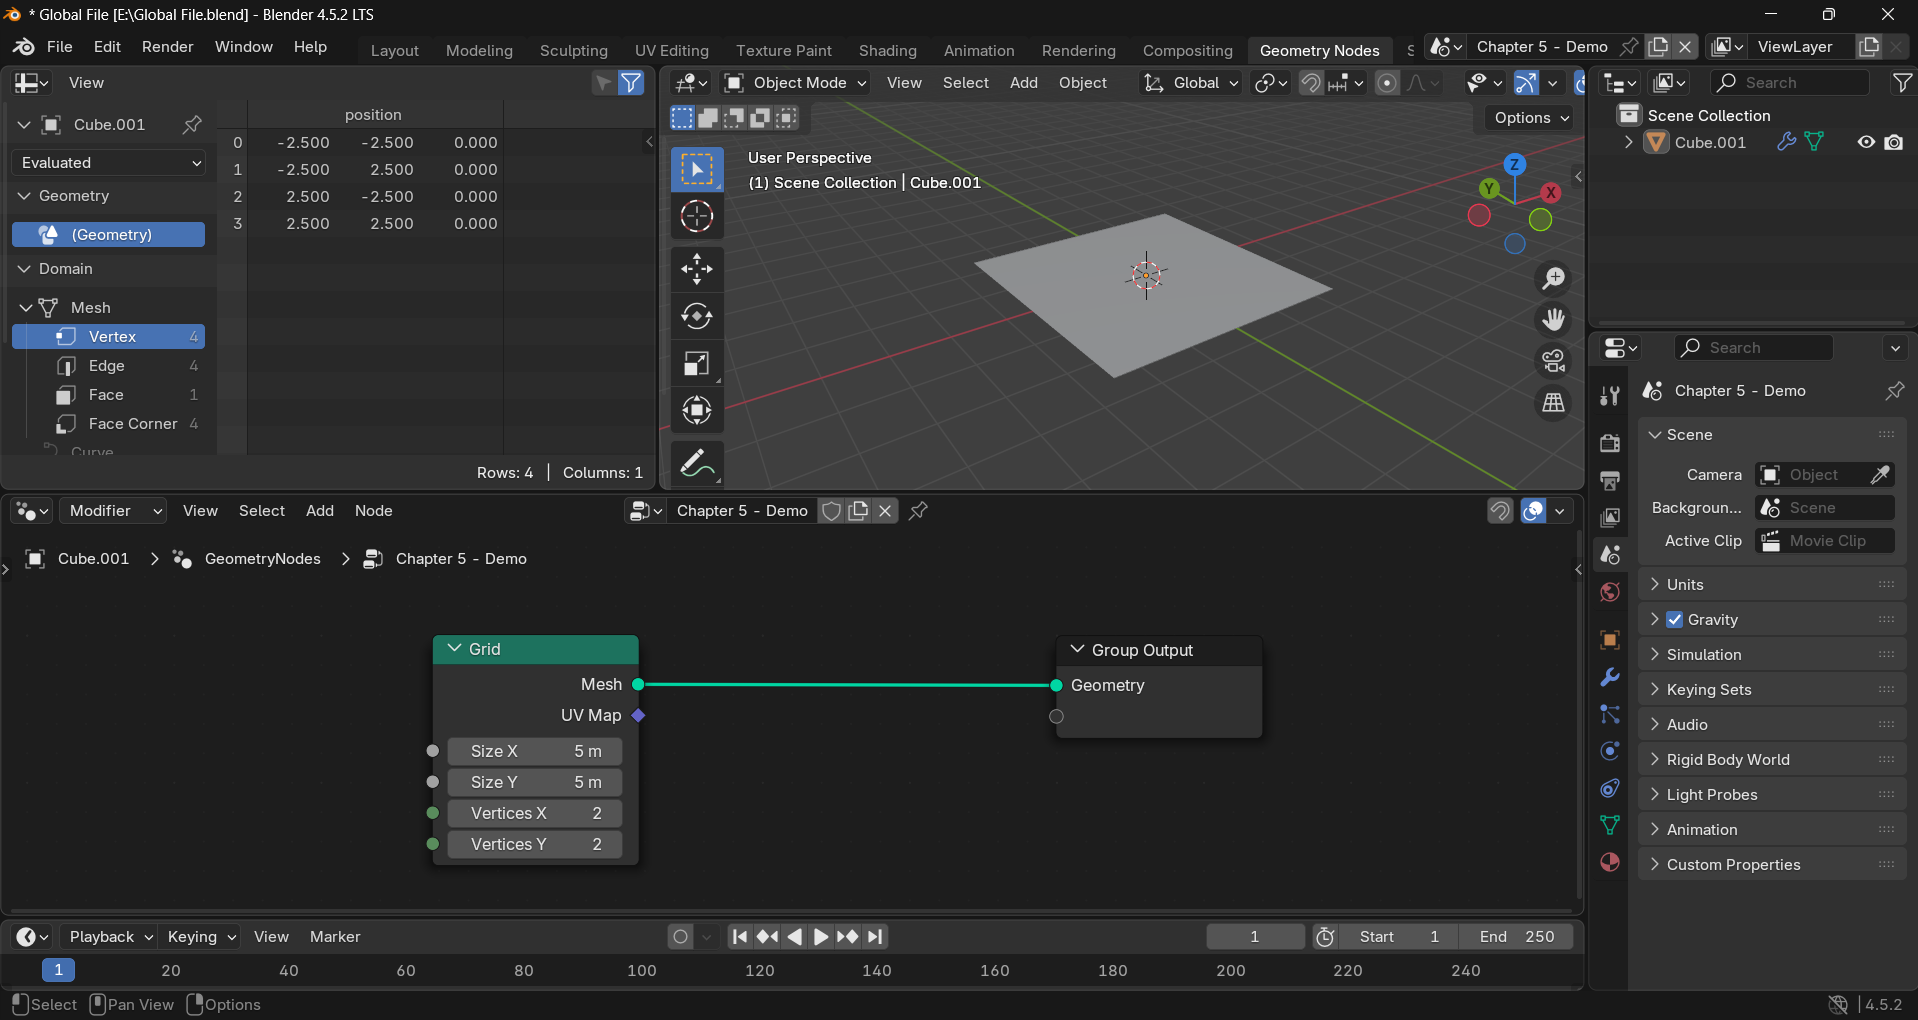 * Global File [E:\Global File.blend] - Blender 4.5.2 LTS
File Edit Render Window Help Layout Modeling Sculpting UV Editing Texture Paint Shading Animation Rendering Compositing Geometry Nodes Chapter 5 - Demo ViewLayer
View
Cube.001
Evaluated
Geometry
(Geometry)
Domain
Mesh
Vertex 4
Edge 4
Face 1
Face Corner 4
Curve
position
0 -2.500 -2.500 0.000
1 -2.500 2.500 0.000
2 2.500 -2.500 0.000
3 2.500 2.500 0.000
Rows: 4 | Columns: 1
Object Mode View Select Add Object Global
Options
User Perspective
(1) Scene Collection | Cube.001
Z
Y
X
Search
Scene Collection
Cube.001
Search
Chapter 5 - Demo
Scene
Camera Object
Backgroun... Scene
Active Clip Movie Clip
Units
Gravity
Simulation
Keying Sets
Audio
Rigid Body World
Light Probes
Animation
Custom Properties
Modifier View Select Add Node Chapter 5 - Demo
Cube.001 > GeometryNodes > Chapter 5 - Demo
Grid
Mesh
UV Map
Size X 5 m
Size Y 5 m
Vertices X 2
Vertices Y 2
Group Output
Geometry
Playback Keying View Marker 1 Start 1 End 250
1 20 40 60 80 100 120 140 160 180 200 220 240
Select Pan View Options 4.5.2